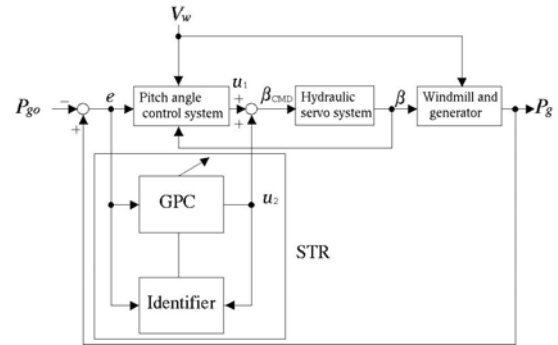 V_w
P_go
−
+
e
Pitch angle
control system
u_1
+
+
β_CMD
Hydraulic
servo system
β
Windmill and
generator
P_g
GPC
u_2
STR
Identifier